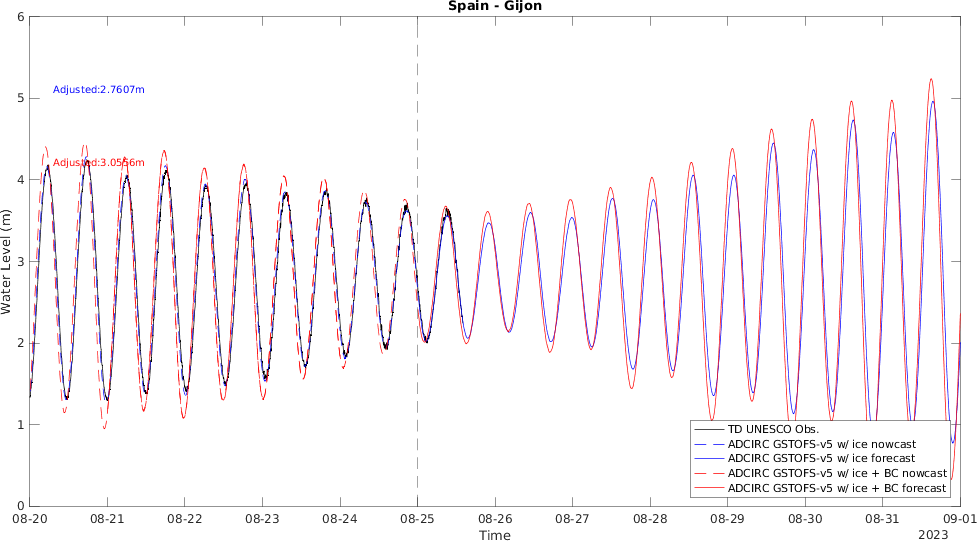 Spain - Gijon
6
5
4
3
2
1
0
Water Level (m)
Adjusted:2.7607m
Adjusted:3.0556m
TD UNESCO Obs.
ADCIRC GSTOFS-v5 w/ ice nowcast
ADCIRC GSTOFS-v5 w/ ice forecast
ADCIRC GSTOFS-v5 w/ ice + BC nowcast
ADCIRC GSTOFS-v5 w/ ice + BC forecast
08-20 08-21 08-22 08-23 08-24 08-25 08-26 08-27 08-28 08-29 08-30 08-31 09-01
Time
2023